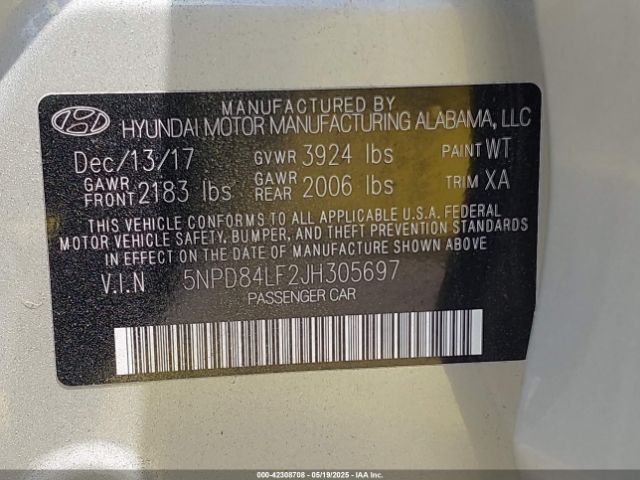 MANUFACTURED BY
HYUNDAI MOTOR MANUFACTURING ALABAMA, LLC
Dec/13/17 GVWR 3924 lbs PAINT WT
GAWR FRONT 2183 lbs GAWR REAR 2006 lbs TRIM XA
THIS VEHICLE CONFORMS TO ALL APPLICABLE U.S.A. FEDERAL
MOTOR VEHICLE SAFETY, BUMPER, AND THEFT PREVENTION STANDARDS
IN EFFECT ON THE DATE OF MANUFACTURE SHOWN ABOVE.
V.I.N 5NPD84LF2JH305697
PASSENGER CAR
000-42308708 - 05/19/2025 - IAAI.COM